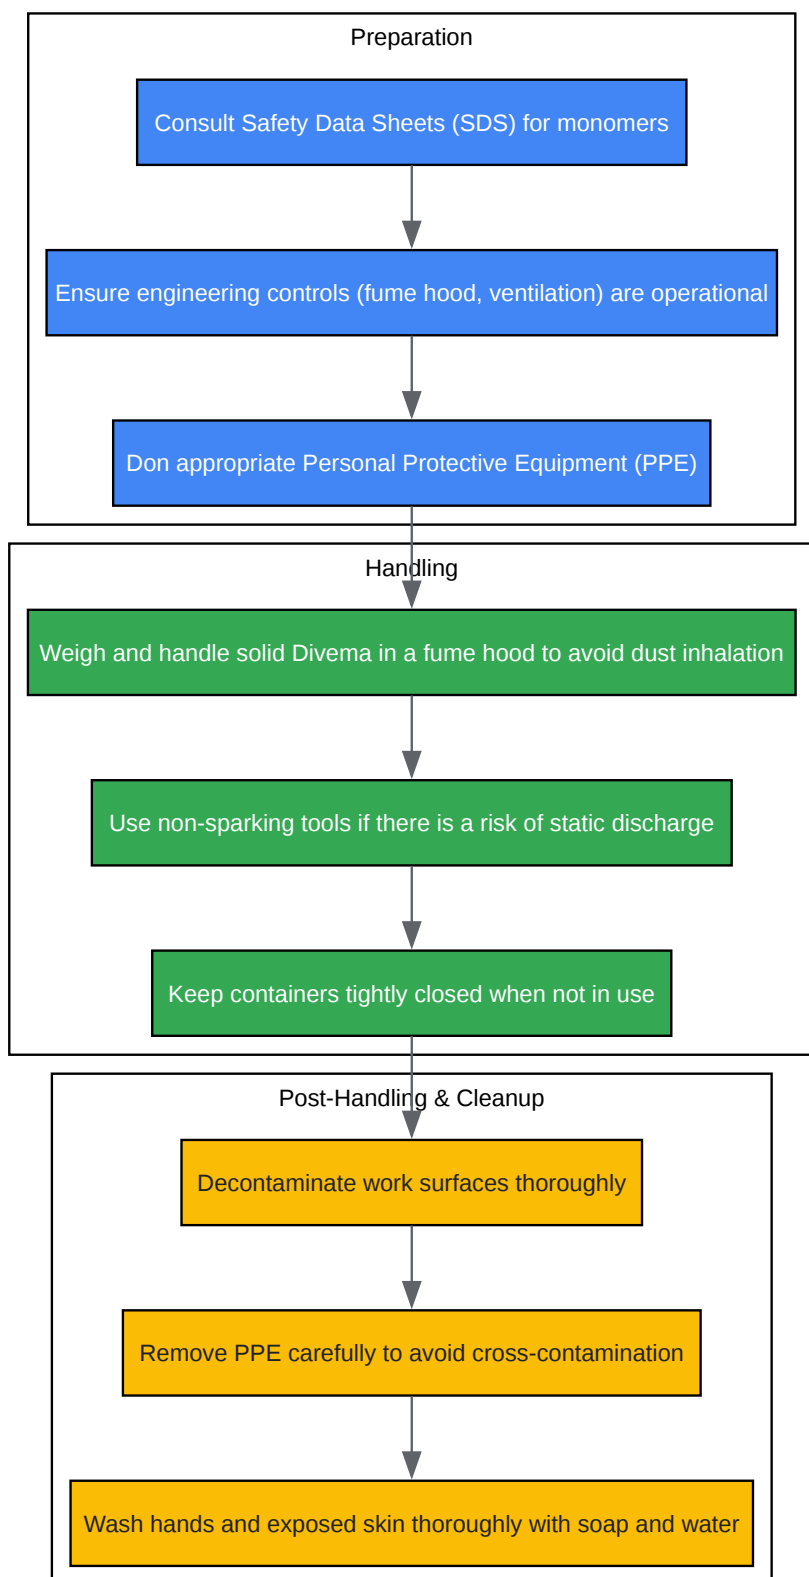 Preparation
Consult Safety Data Sheets (SDS) for monomers
Ensure engineering controls (fume hood, ventilation) are operational
Don appropriate Personal Protective Equipment (PPE)
Handling
Weigh and handle solid Divema in a fume hood to avoid dust inhalation
Use non-sparking tools if there is a risk of static discharge
Keep containers tightly closed when not in use
Post-Handling & Cleanup
Decontaminate work surfaces thoroughly
Remove PPE carefully to avoid cross-contamination
Wash hands and exposed skin thoroughly with soap and water